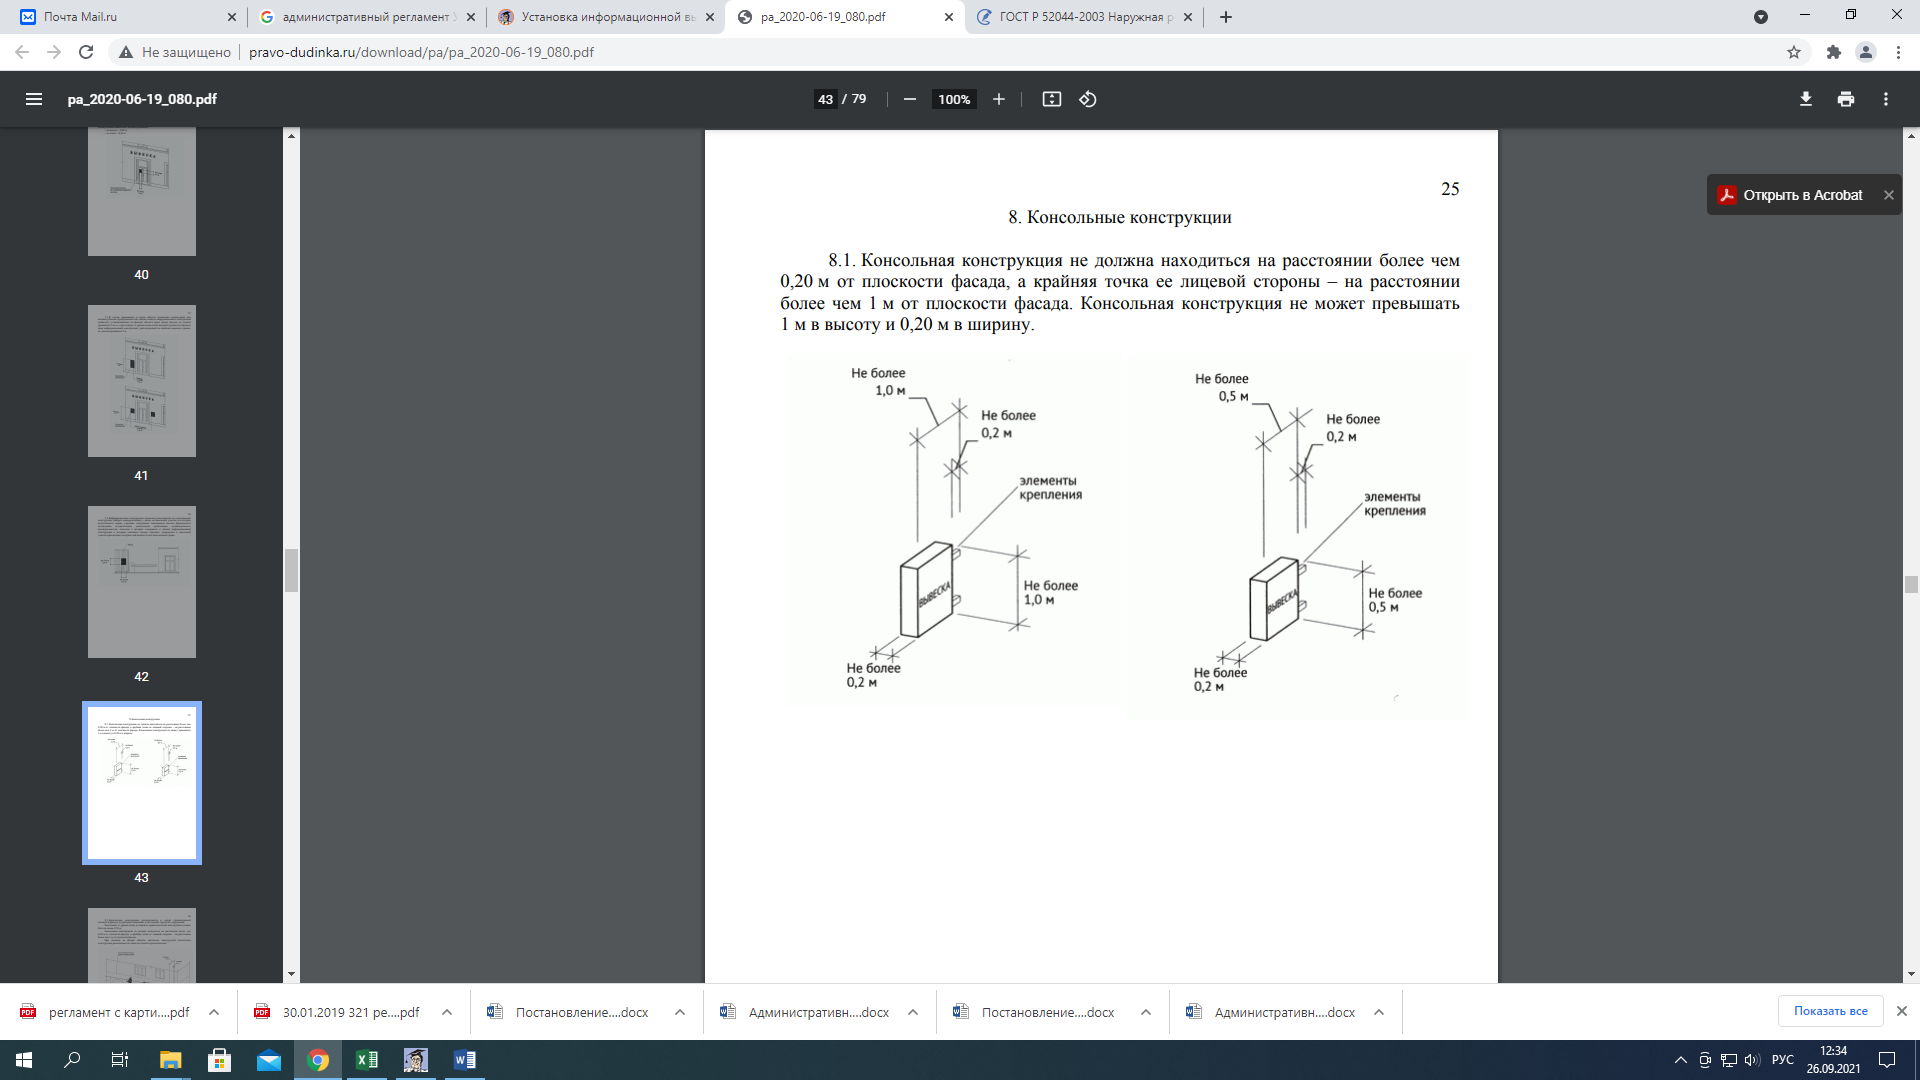 Почта Mail.ru
административный регламент У
Установка информационной вы
pa_2020-06-19_080.pdf
ГОСТ Р 52044-2003 Наружная р
Не защищено
pravo-dudinka.ru/download/pa/pa_2020-06-19_080.pdf
pa_2020-06-19_080.pdf
43 / 79
100%
Открыть в Acrobat
40
41
42
43
25
8. Консольные конструкции
8.1. Консольная конструкция не должна находиться на расстоянии более чем
0,20 м от плоскости фасада, а крайняя точка ее лицевой стороны – на расстоянии
более чем 1 м от плоскости фасада. Консольная конструкция не может превышать
1 м в высоту и 0,20 м в ширину.
Не более
1,0 м
Не более
0,2 м
элементы
крепления
ВЫВЕСКА
Не более
1,0 м
Не более
0,2 м
Не более
0,5 м
Не более
0,2 м
элементы
крепления
ВЫВЕСКА
Не более
0,5 м
Не более
0,2 м
регламент с карти....pdf
30.01.2019 321 ре....pdf
Постановление....docx
Административн....docx
Постановление....docx
Административн....docx
Показать все
РУС
12:34
26.09.2021